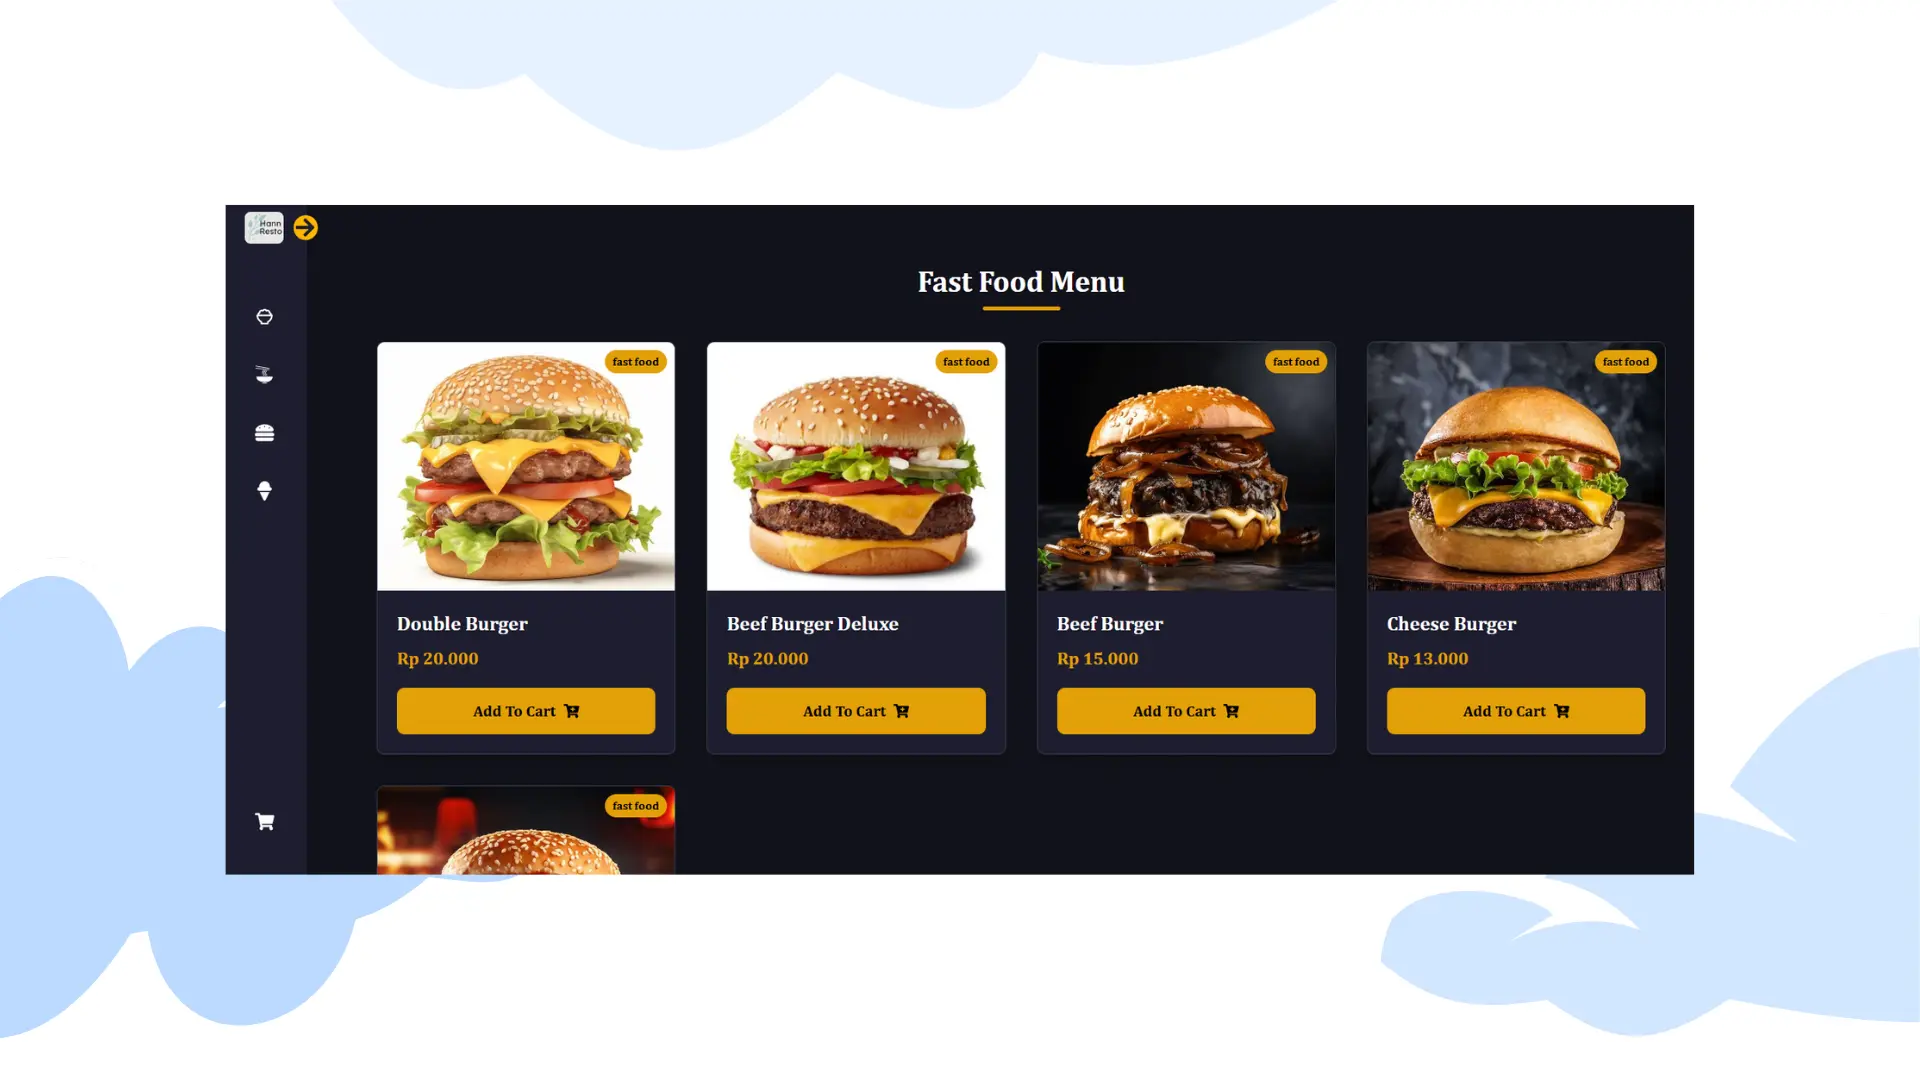 Hann
Resto
Fast Food Menu
fast food
fast food
fast food
fast food
Double Burger
Beef Burger Deluxe
Beef Burger
Cheese Burger
Rp 20.000
Rp 20.000
Rp 15.000
Rp 13.000
Add To Cart
Add To Cart
Add To Cart
Add To Cart
fast food